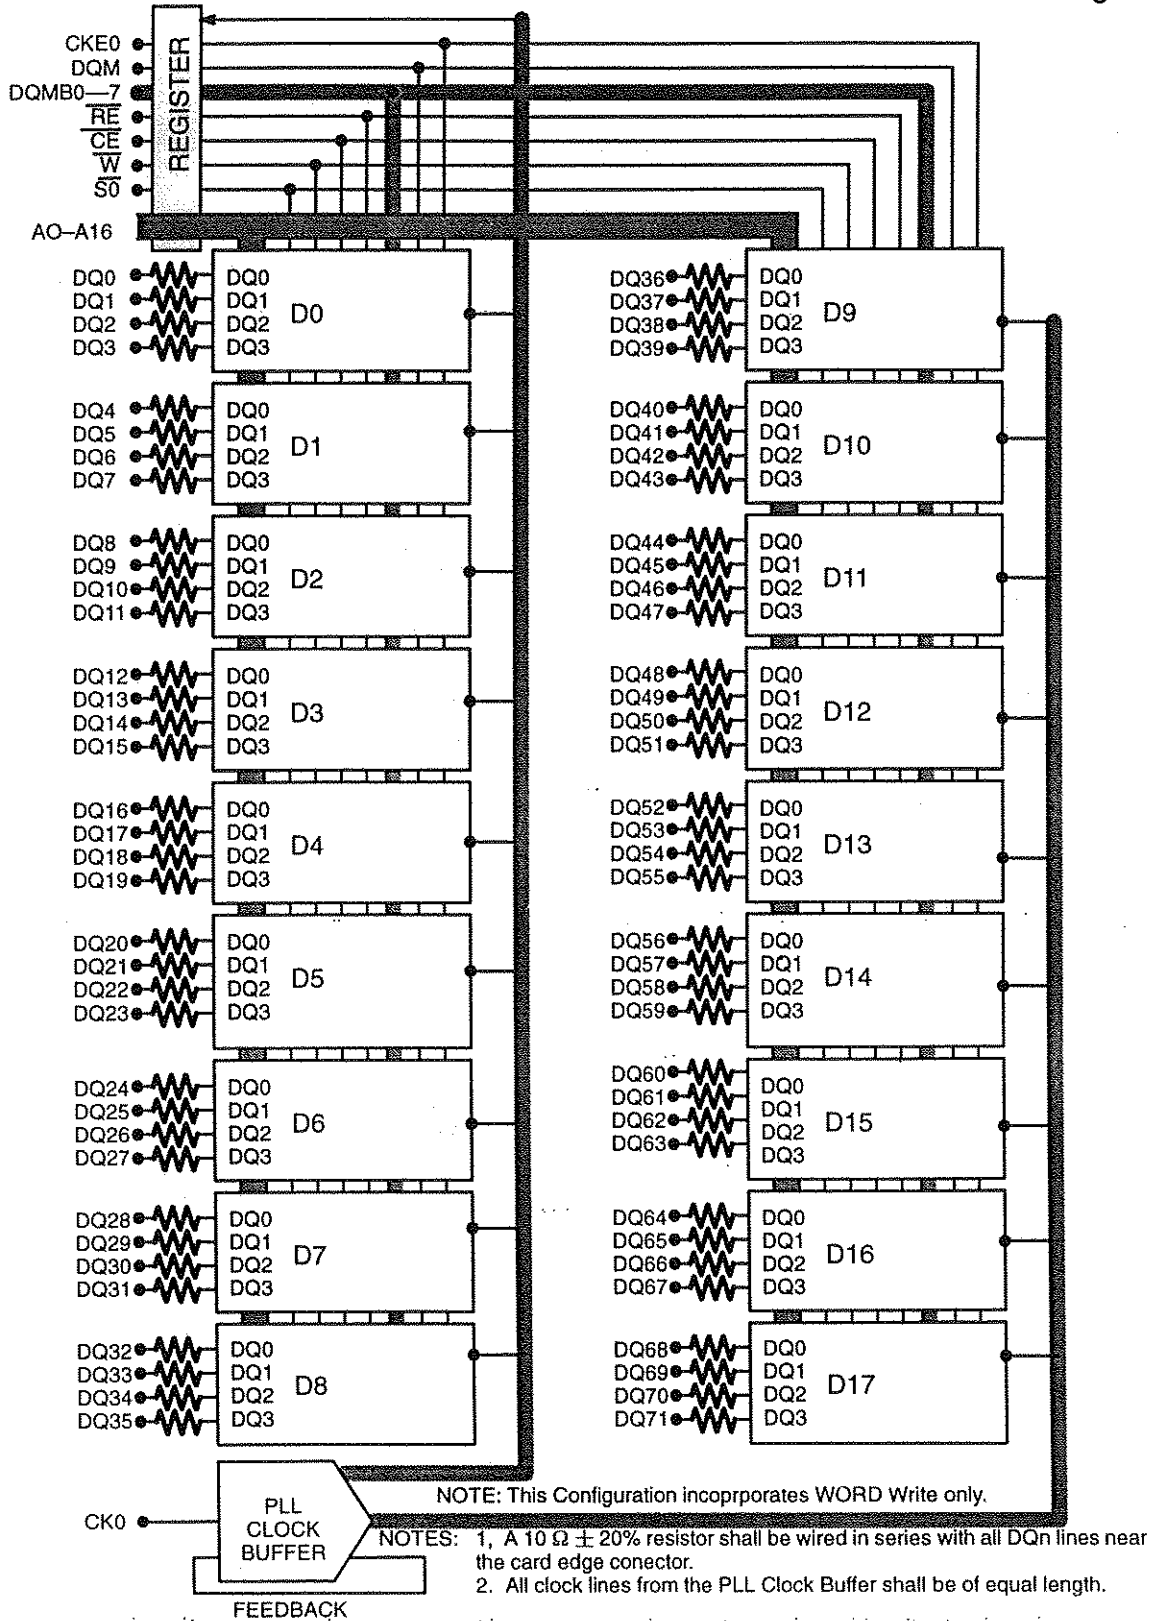 CKE0
DQM
DQMB0—7
RE
CE
W
S0
AO–A16
REGISTER
DQ0 DQ0
DQ1 DQ1
DQ2 DQ2
DQ3 DQ3
D0
DQ36 DQ0
DQ37 DQ1
DQ38 DQ2
DQ39 DQ3
D9
DQ4 DQ0
DQ5 DQ1
DQ6 DQ2
DQ7 DQ3
D1
DQ40 DQ0
DQ41 DQ1
DQ42 DQ2
DQ43 DQ3
D10
DQ8 DQ0
DQ9 DQ1
DQ10 DQ2
DQ11 DQ3
D2
DQ44 DQ0
DQ45 DQ1
DQ46 DQ2
DQ47 DQ3
D11
DQ12 DQ0
DQ13 DQ1
DQ14 DQ2
DQ15 DQ3
D3
DQ48 DQ0
DQ49 DQ1
DQ50 DQ2
DQ51 DQ3
D12
DQ16 DQ0
DQ17 DQ1
DQ18 DQ2
DQ19 DQ3
D4
DQ52 DQ0
DQ53 DQ1
DQ54 DQ2
DQ55 DQ3
D13
DQ20 DQ0
DQ21 DQ1
DQ22 DQ2
DQ23 DQ3
D5
DQ56 DQ0
DQ57 DQ1
DQ58 DQ2
DQ59 DQ3
D14
DQ24 DQ0
DQ25 DQ1
DQ26 DQ2
DQ27 DQ3
D6
DQ60 DQ0
DQ61 DQ1
DQ62 DQ2
DQ63 DQ3
D15
DQ28 DQ0
DQ29 DQ1
DQ30 DQ2
DQ31 DQ3
D7
DQ64 DQ0
DQ65 DQ1
DQ66 DQ2
DQ67 DQ3
D16
DQ32 DQ0
DQ33 DQ1
DQ34 DQ2
DQ35 DQ3
D8
DQ68 DQ0
DQ69 DQ1
DQ70 DQ2
DQ71 DQ3
D17
CK0
PLL
CLOCK
BUFFER
FEEDBACK
NOTE: This Configuration incoprporates WORD Write only.
NOTES: 1, A 10 Ω ± 20% resistor shall be wired in series with all DQn lines near
the card edge conector.
2. All clock lines from the PLL Clock Buffer shall be of equal length.